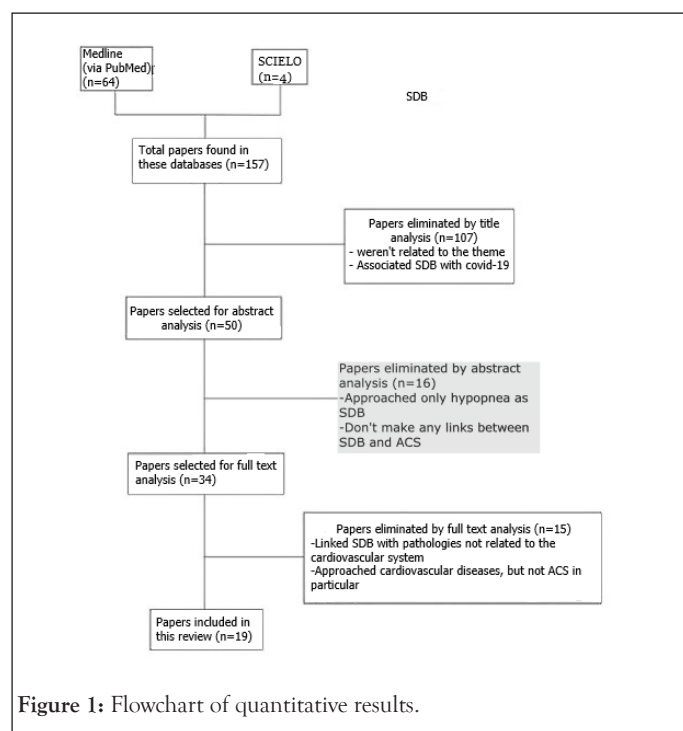 Medline
(via PubMed)
(n=64)
SCIELO
(n=4)
SDB
Total papers found in
these databases (n=157)
Papers eliminated by title
analysis (n=107)
- weren't related to the theme
- Associated SDB with covid-19
Papers selected for abstract
analysis (n=50)
Papers eliminated by abstract
analysis (n=16)
-Approached only hypopnea as
SDB
-Don't make any links between
SDB and ACS
Papers selected for full text
analysis (n=34)
Papers eliminated by full text analysis (n=15)
-Linked SDB with pathologies not related to the
cardiovascular system
-Approached cardiovascular diseases, but not ACS in
particular
Papers included in
this review (n=19)
Figure 1: Flowchart of quantitative results.